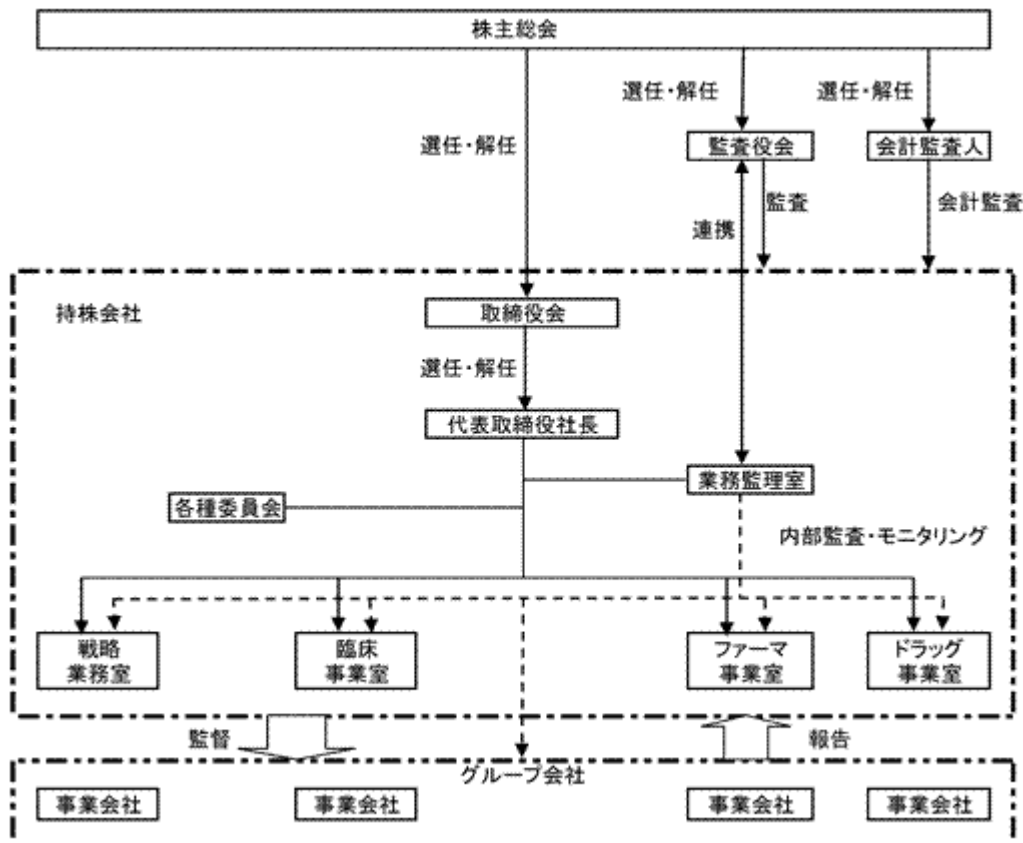 株主総会
選任・解任
選任・解任
選任・解任
監査役会
会計監査人
監査
会計監査
連携
持株会社
取締役会
選任・解任
代表取締役社長
業務監理室
各種委員会
内部監査・モニタリング
戦略
業務室
臨床
事業室
ファーマ
事業室
ドラッグ
事業室
監督
報告
グループ会社
事業会社
事業会社
事業会社
事業会社